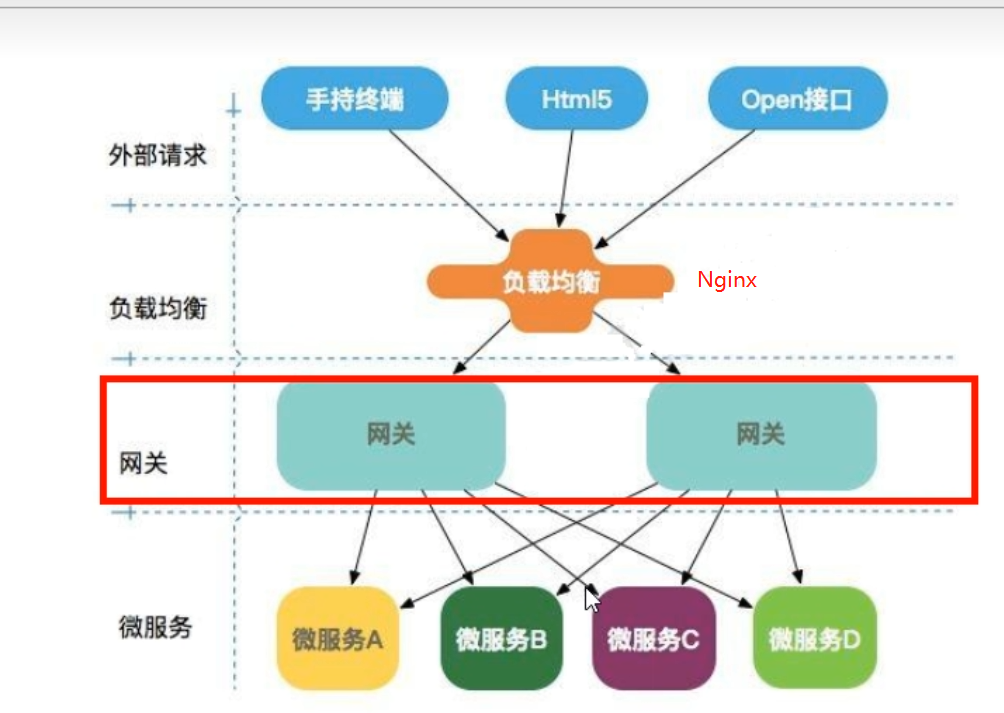 手持终端
Html5
Open接口
外部请求
负载均衡
Nginx
负载均衡
网关
网关
网关
微服务
微服务A
微服务B
微服务C
微服务D